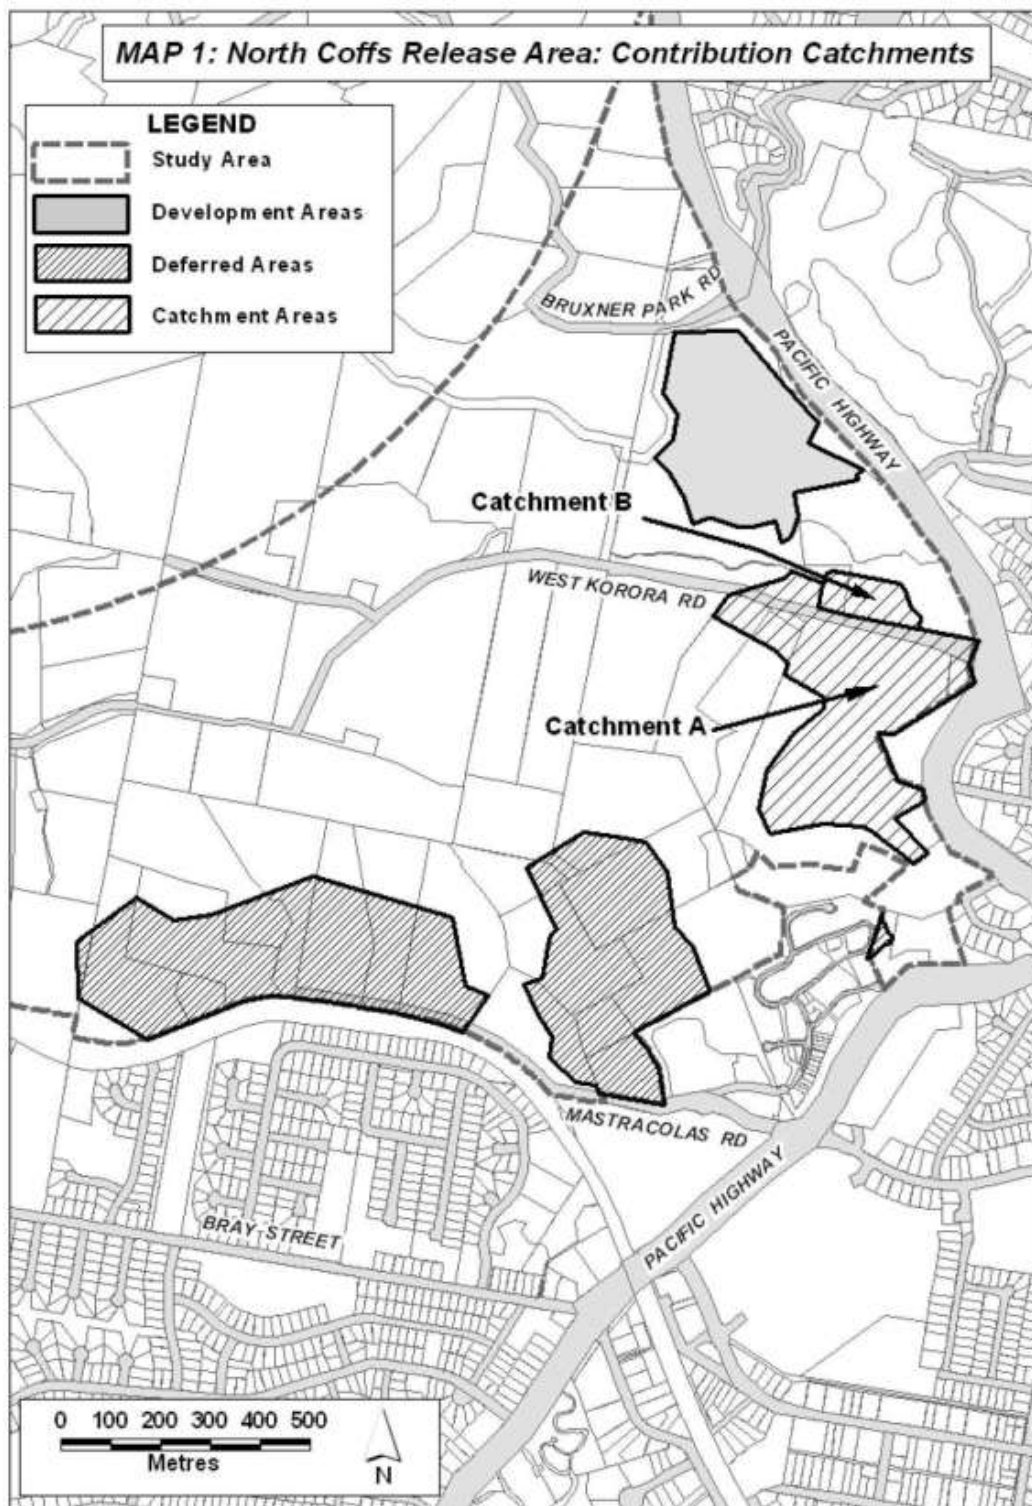 MAP 1: North Coffs Release Area: Contribution Catchments
LEGEND
Study Area
Development Areas
Deferred Areas
Catchment Areas
BRUXNER PARK RD
PACIFIC HIGHWAY
Catchment B
WEST KORORA RD
Catchment A
MASTRACOLAS RD
PACIFIC HIGHWAY
BRAY STREET
0 100 200 300 400 500
Metres
N